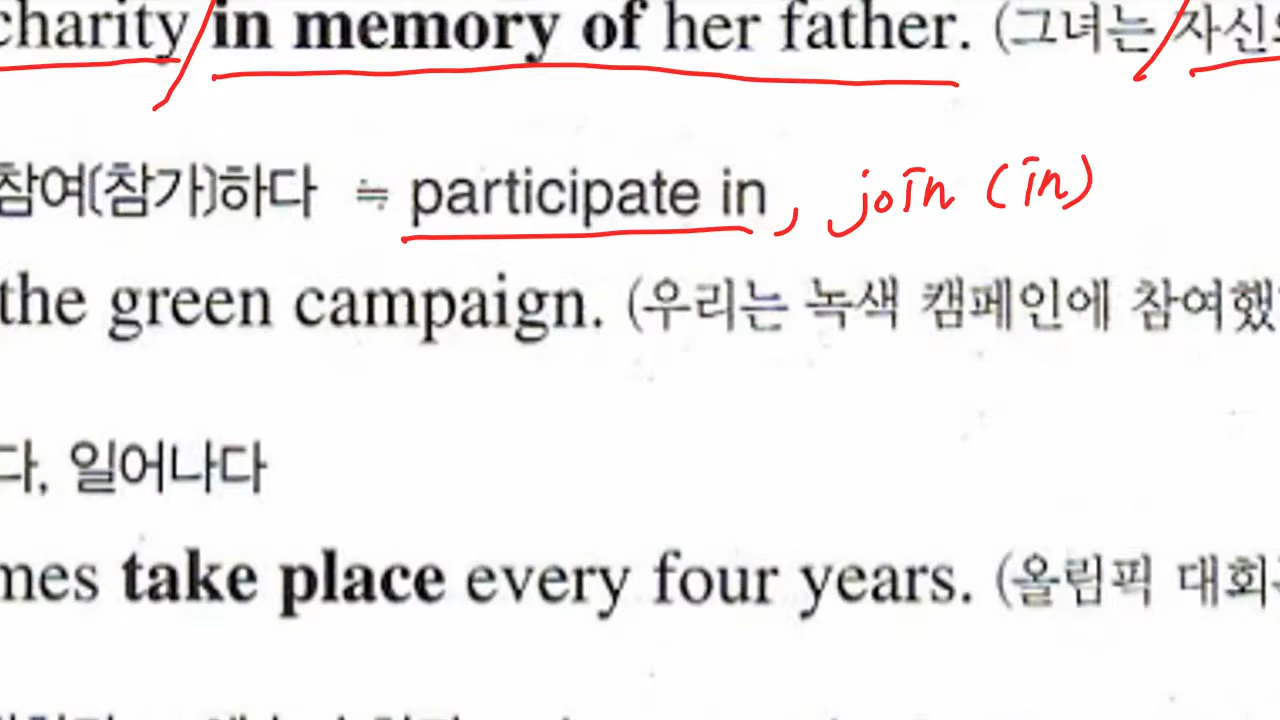 charity in memory of her father. (그녀는 자신의
참여(참가)하다 ≒ participate in, join (in)
the green campaign. (우리는 녹색 캠페인에 참여했
다, 일어나다
mes take place every four years. (올림픽 대회